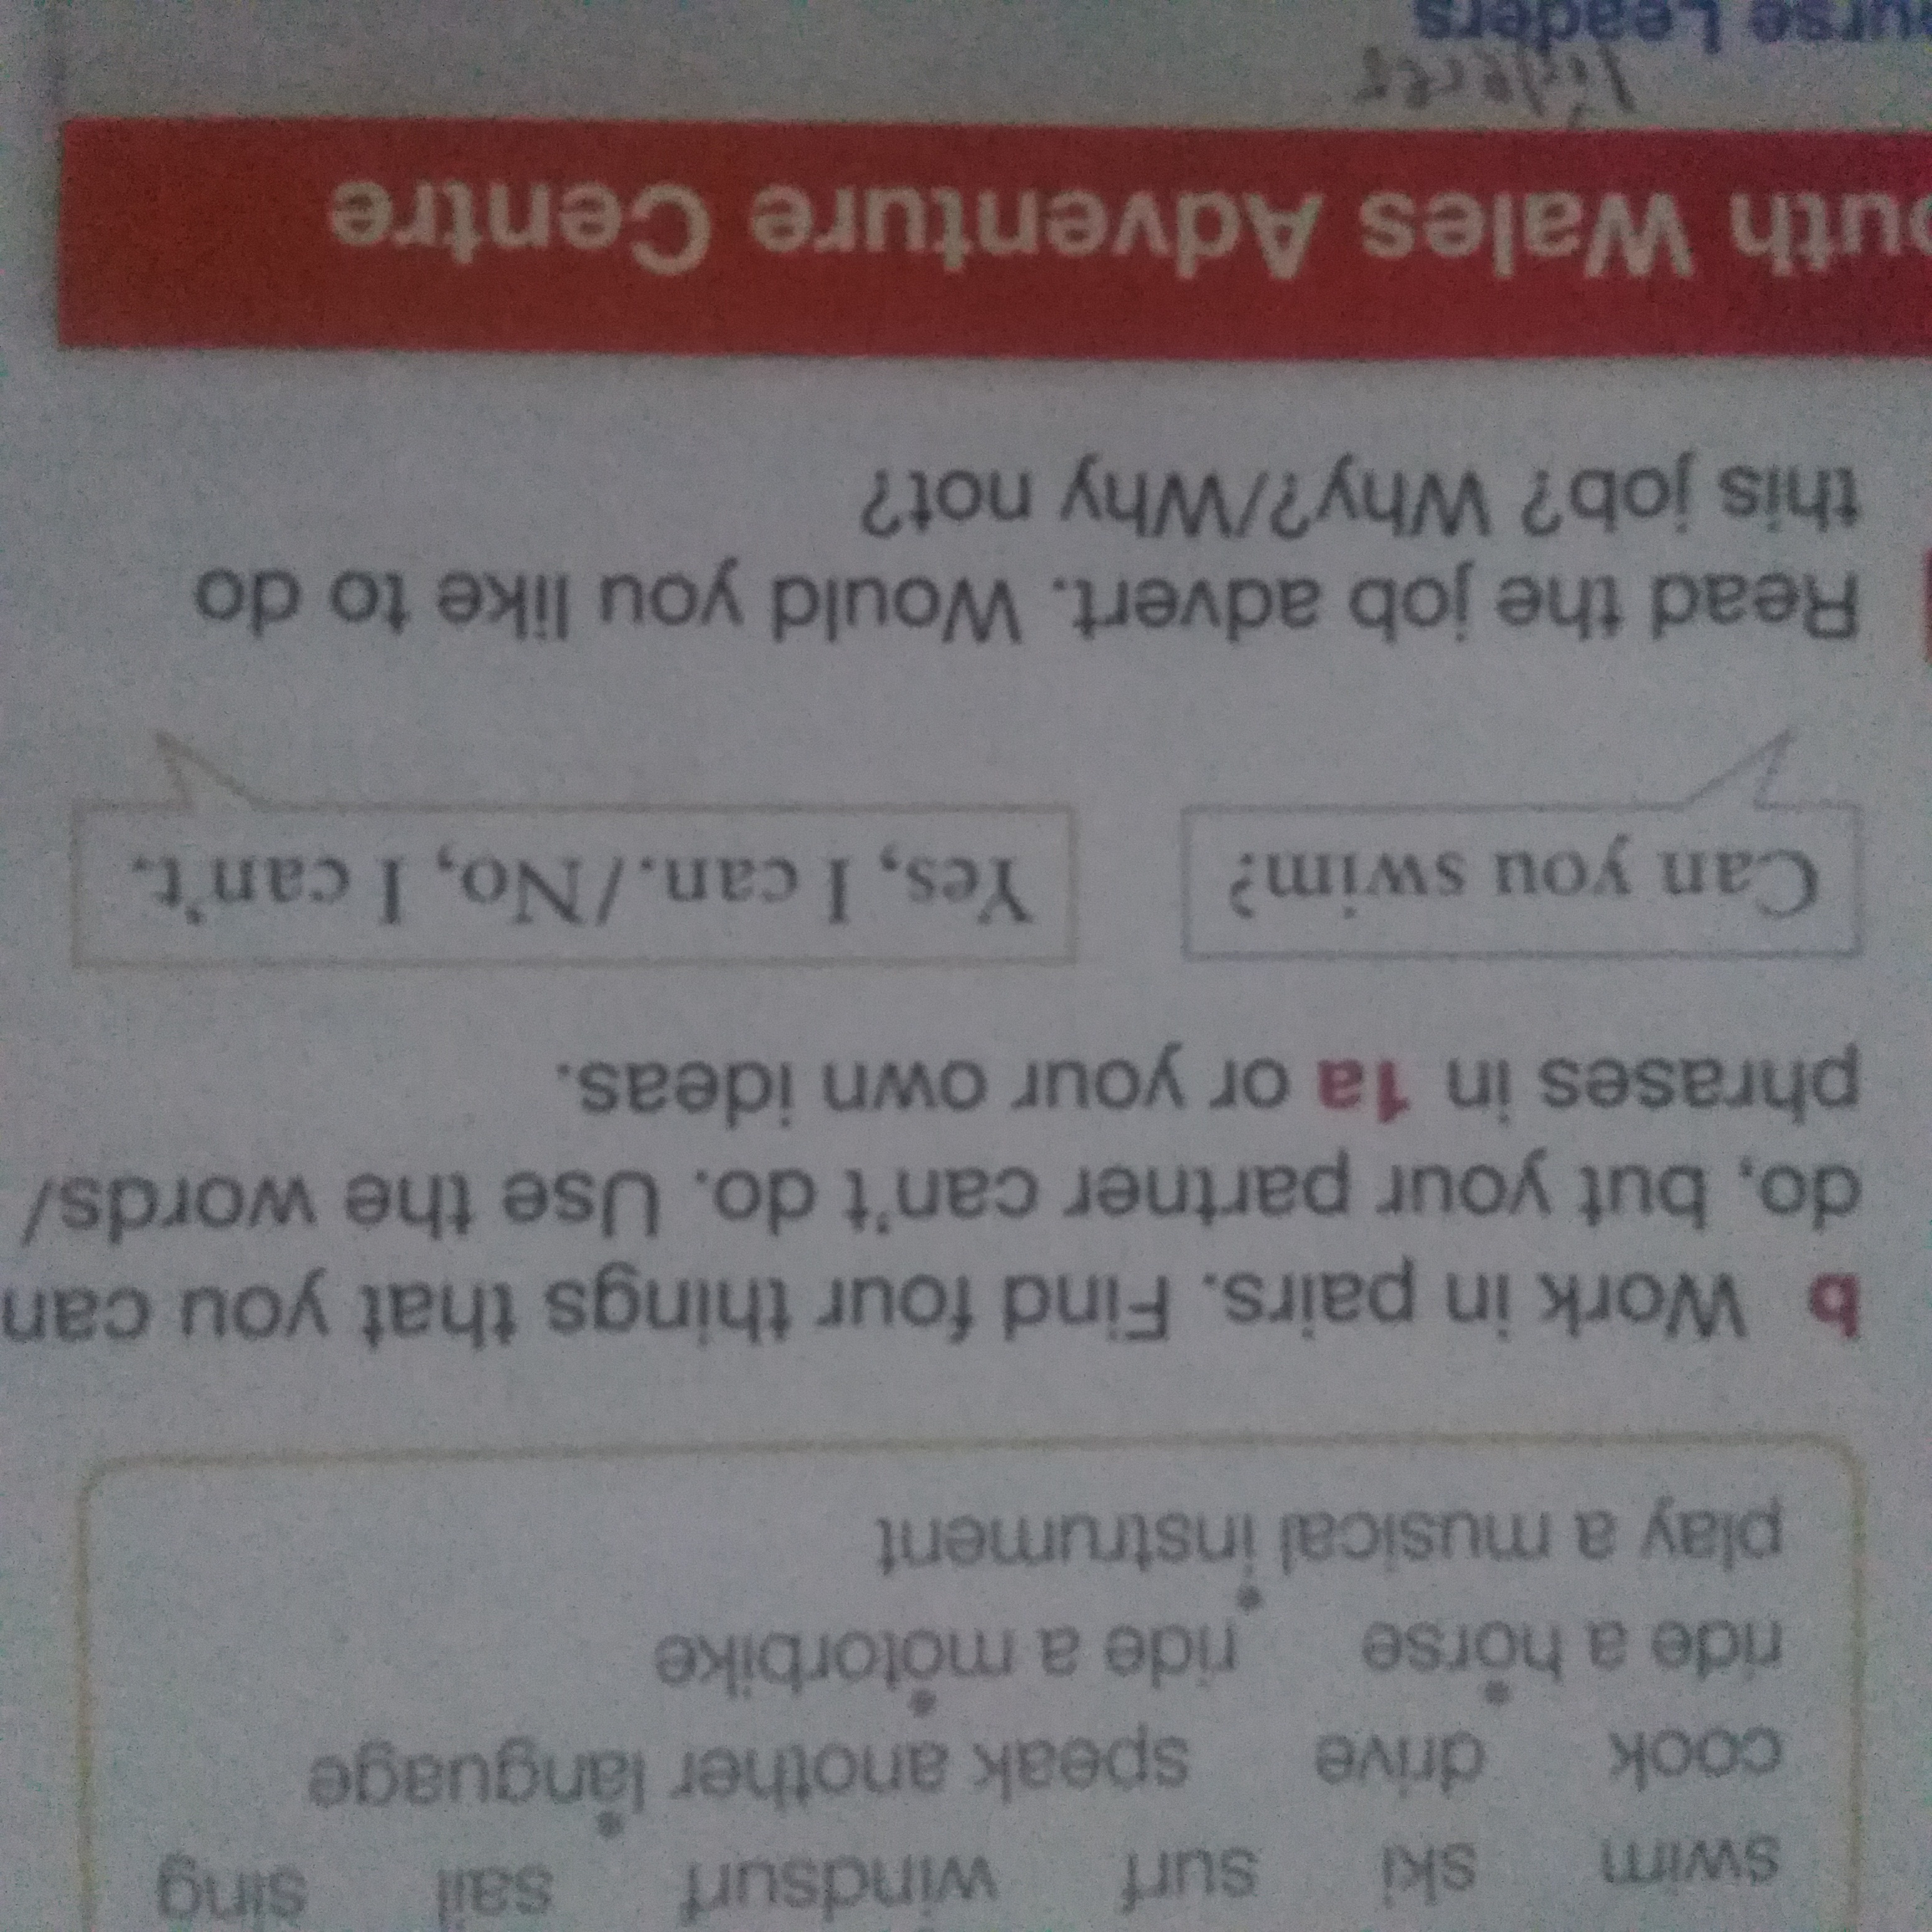 swim ski surf windsurf sail sing
cook drive speak another language
ride a horse ride a motorbike
play a musical instrument
b Work in pairs. Find four things that you can
do, but your partner can't do. Use the words/
phrases in 1a or your own ideas.
Can you swim? Yes, I can./No, I can't.
Read the job advert. Would you like to do
this job? Why?/Why not?
outh Wales Adventure Centre
líderes
urse Leaders